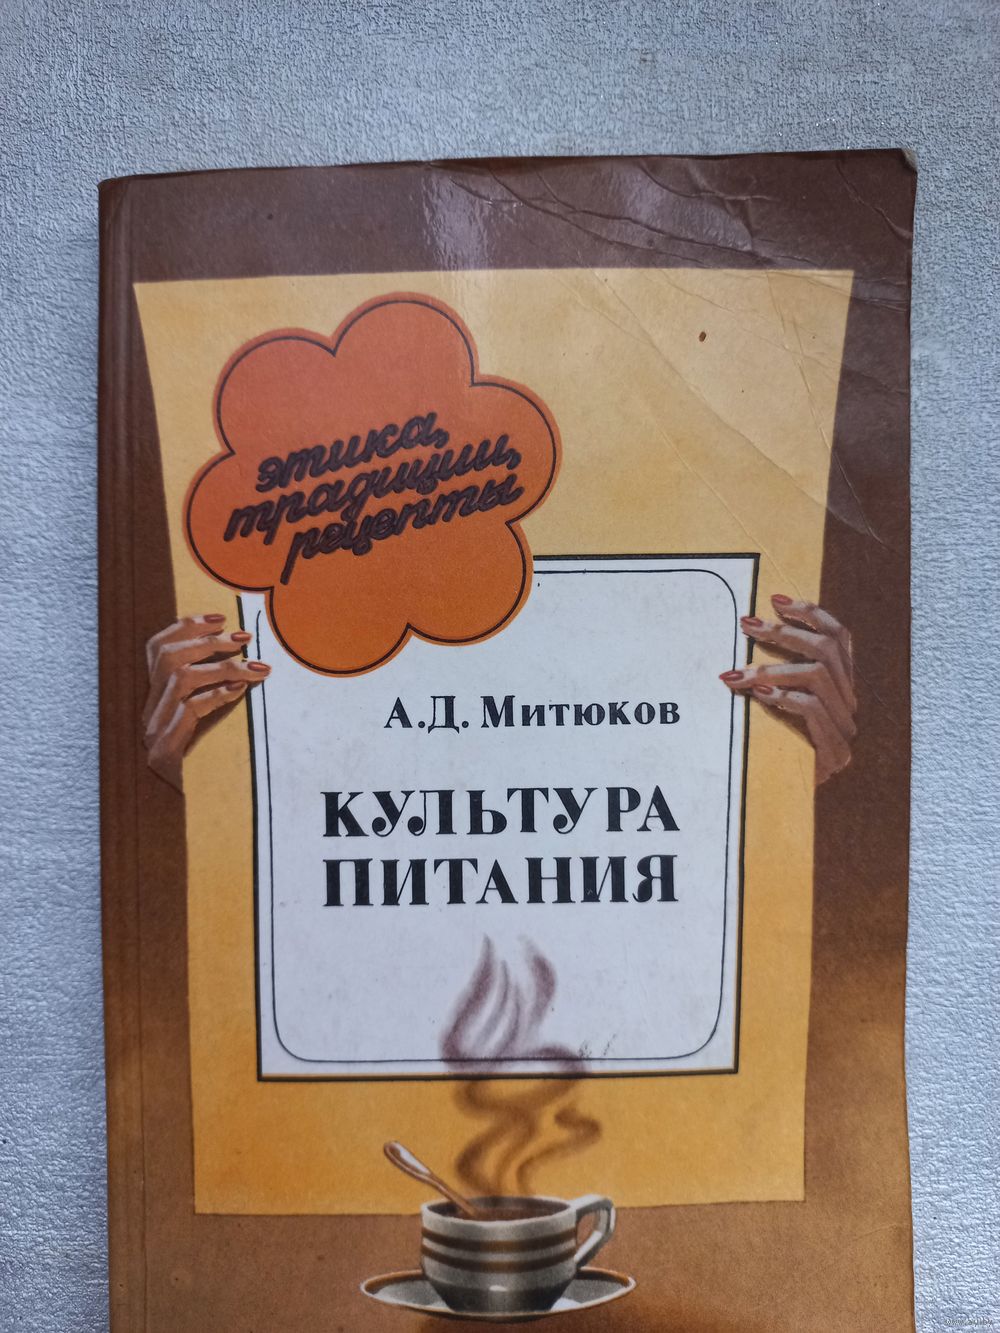 этика,
традиции,
рецепты
А.Д. Митюков
КУЛЬТУРА
ПИТАНИЯ